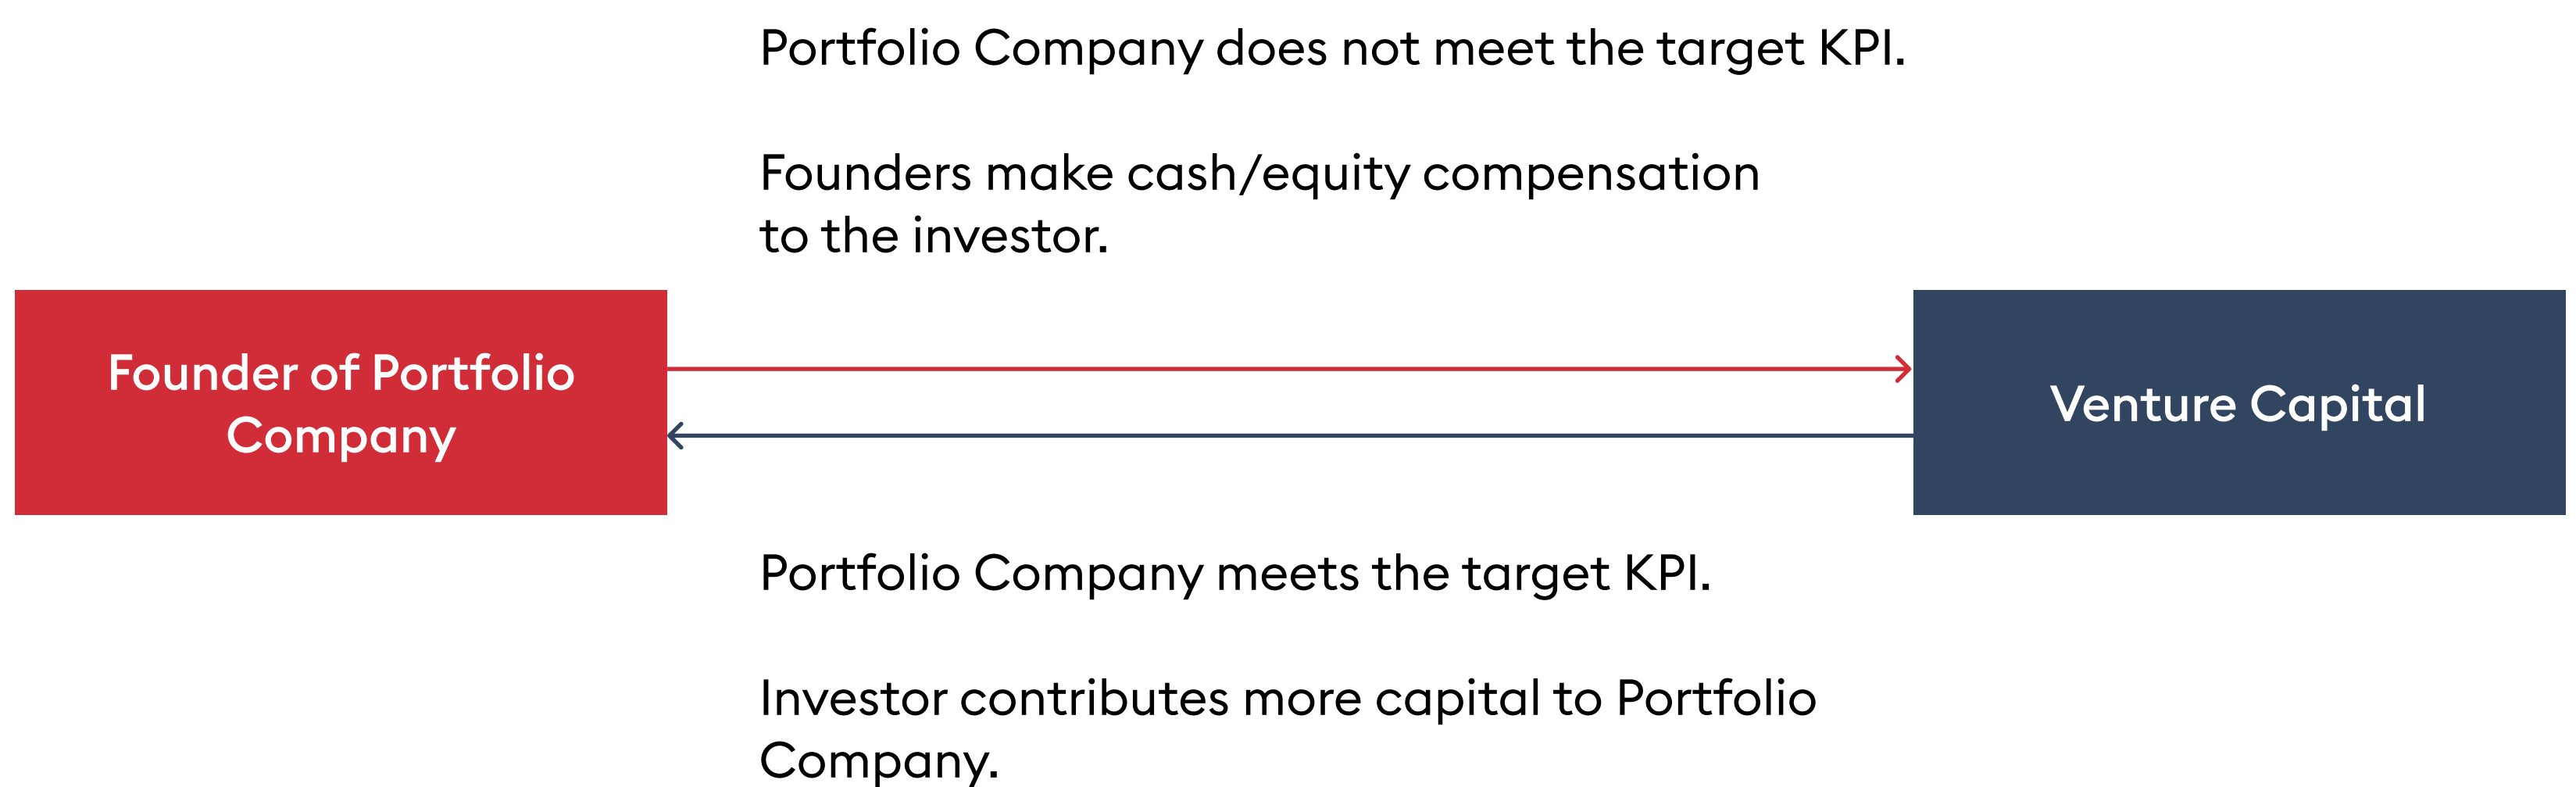 Portfolio Company does not meet the target KPI.
Founders make cash/equity compensation
to the investor.
Founder of Portfolio
Company
Venture Capital
Portfolio Company meets the target KPI.
Investor contributes more capital to Portfolio
Company.